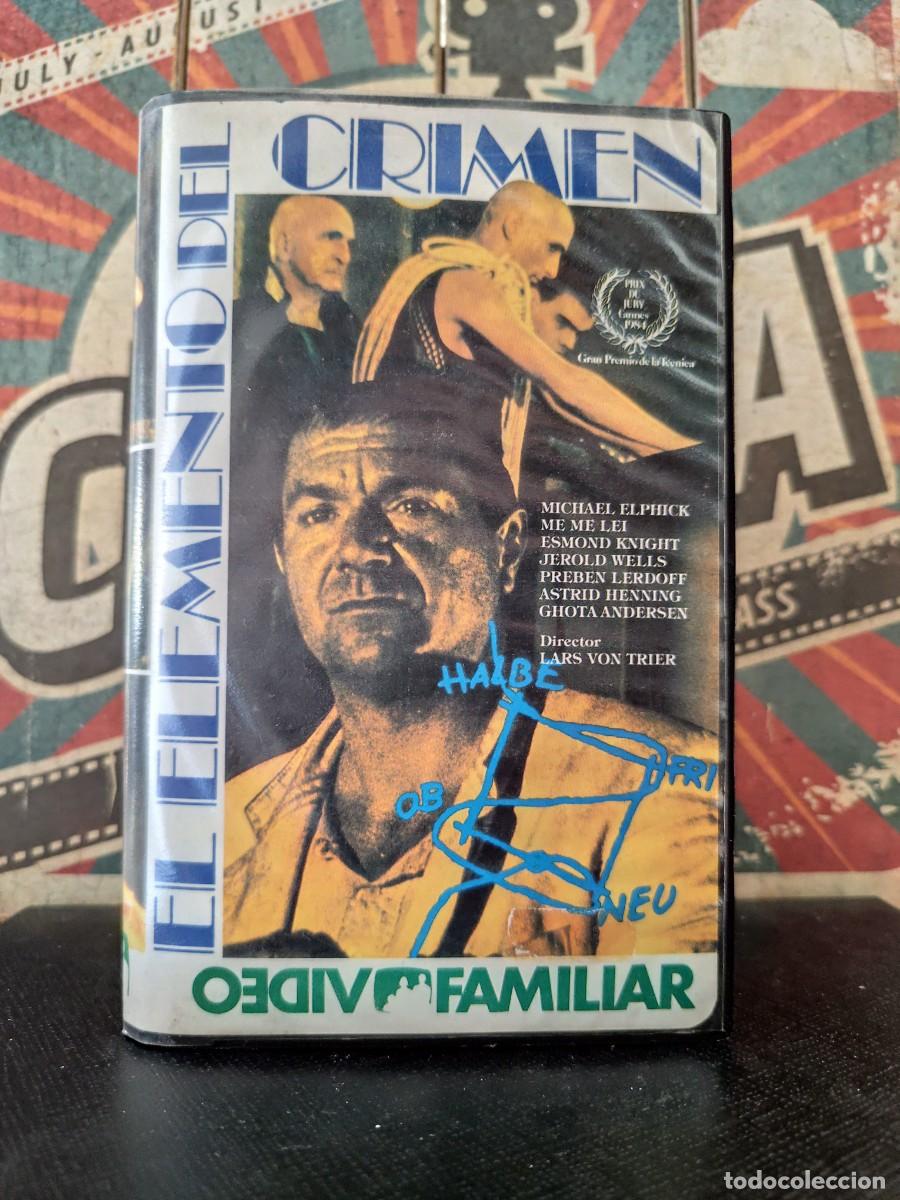 JULY - AUGUST
EL ELEMENTO DEL
CRIMEN
PRIX
DU
JURY
Cannes
1984
Gran Premio de la Técnica
MICHAEL ELPHICK
ME ME LEI
ESMOND KNIGHT
JEROLD WELLS
PREBEN LERDOFF
ASTRID HENNING
GHOTA ANDERSEN
Director
LARS VON TRIER
HALBE
FRI
OB
NEU
VIDEO FAMILIAR
todocoleccion